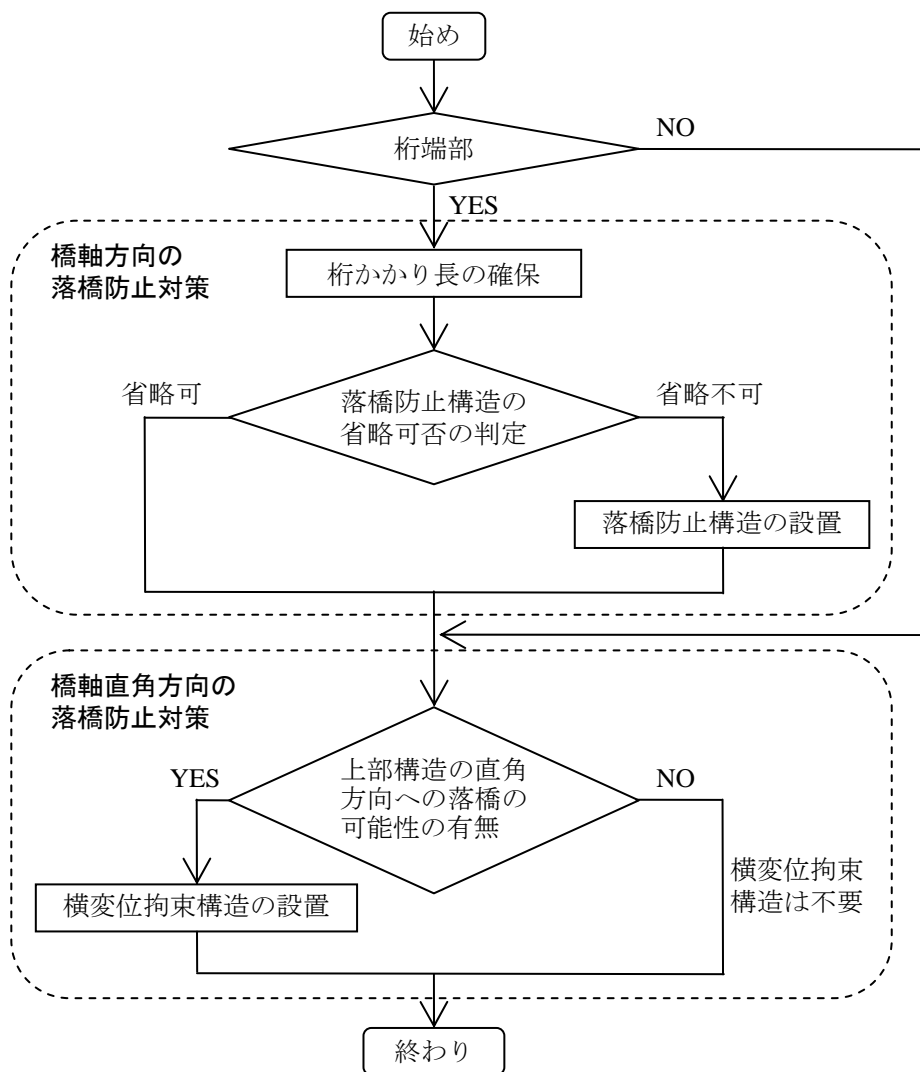 始め
桁端部
NO
YES
橋軸方向の
落橋防止対策
桁かかり長の確保
省略可
落橋防止構造の
省略可否の判定
省略不可
落橋防止構造の設置
橋軸直角方向の
落橋防止対策
YES
上部構造の直角
方向への落橋の
可能性の有無
NO
横変位拘束構造の設置
横変位拘束
構造は不要
終わり